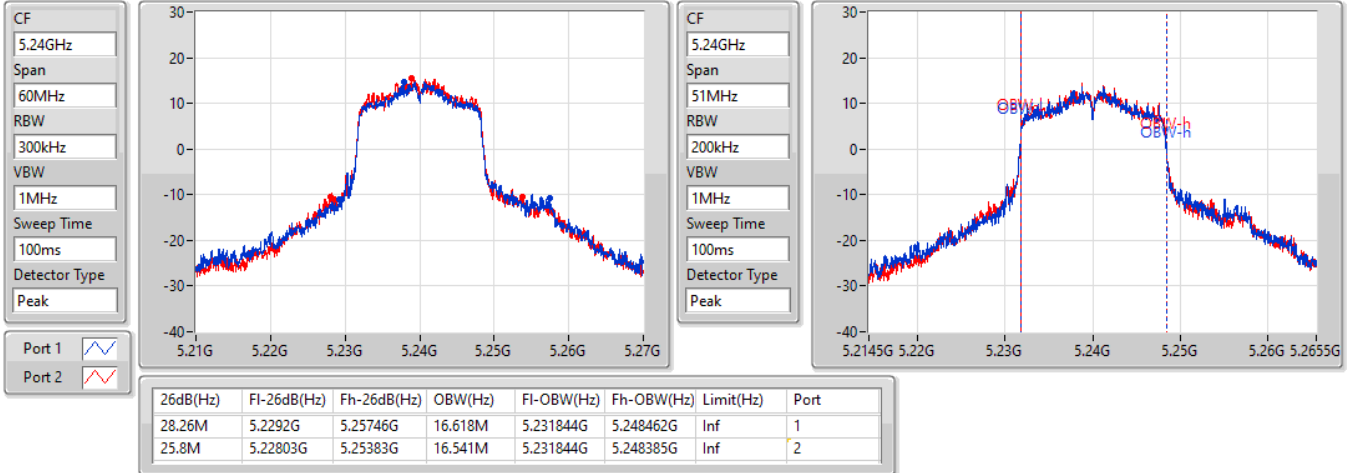 CF
5.24GHz
Span
60MHz
RBW
300kHz
VBW
1MHz
Sweep Time
100ms
Detector Type
Peak
Port 1
Port 2
30
20
10
0
-10
-20
-30
-40
5.21G 5.22G 5.23G 5.24G 5.25G 5.26G 5.27G
CF
5.24GHz
Span
51MHz
RBW
200kHz
VBW
1MHz
Sweep Time
100ms
Detector Type
Peak
30
20
10
0
-10
-20
-30
-40
OBW-h
OBW-h
5.2145G 5.22G 5.23G 5.24G 5.25G 5.26G 5.2655G
26dB(Hz) Fl-26dB(Hz) Fh-26dB(Hz) OBW(Hz) Fl-OBW(Hz) Fh-OBW(Hz) Limit(Hz) Port
28.26M 5.2292G 5.25746G 16.618M 5.231844G 5.248462G Inf 1
25.8M 5.22803G 5.25383G 16.541M 5.231844G 5.248385G Inf 2